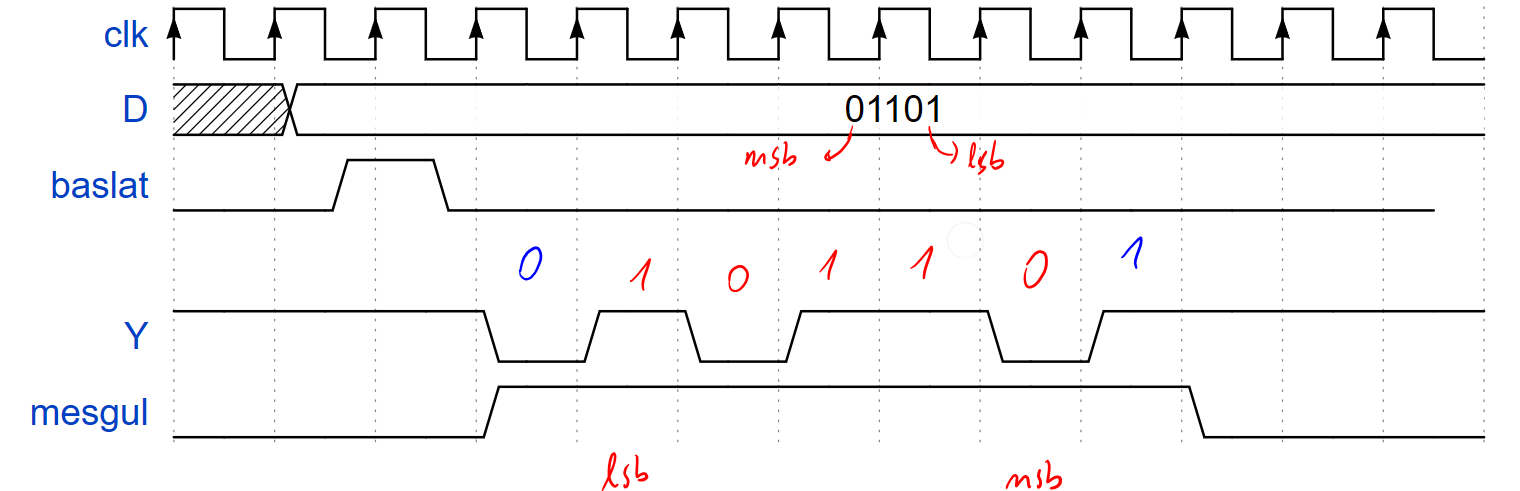 clk
D 01101
msb lsb
baslat
0 1 0 1 1 0 1
Y
mesgul
lsb msb